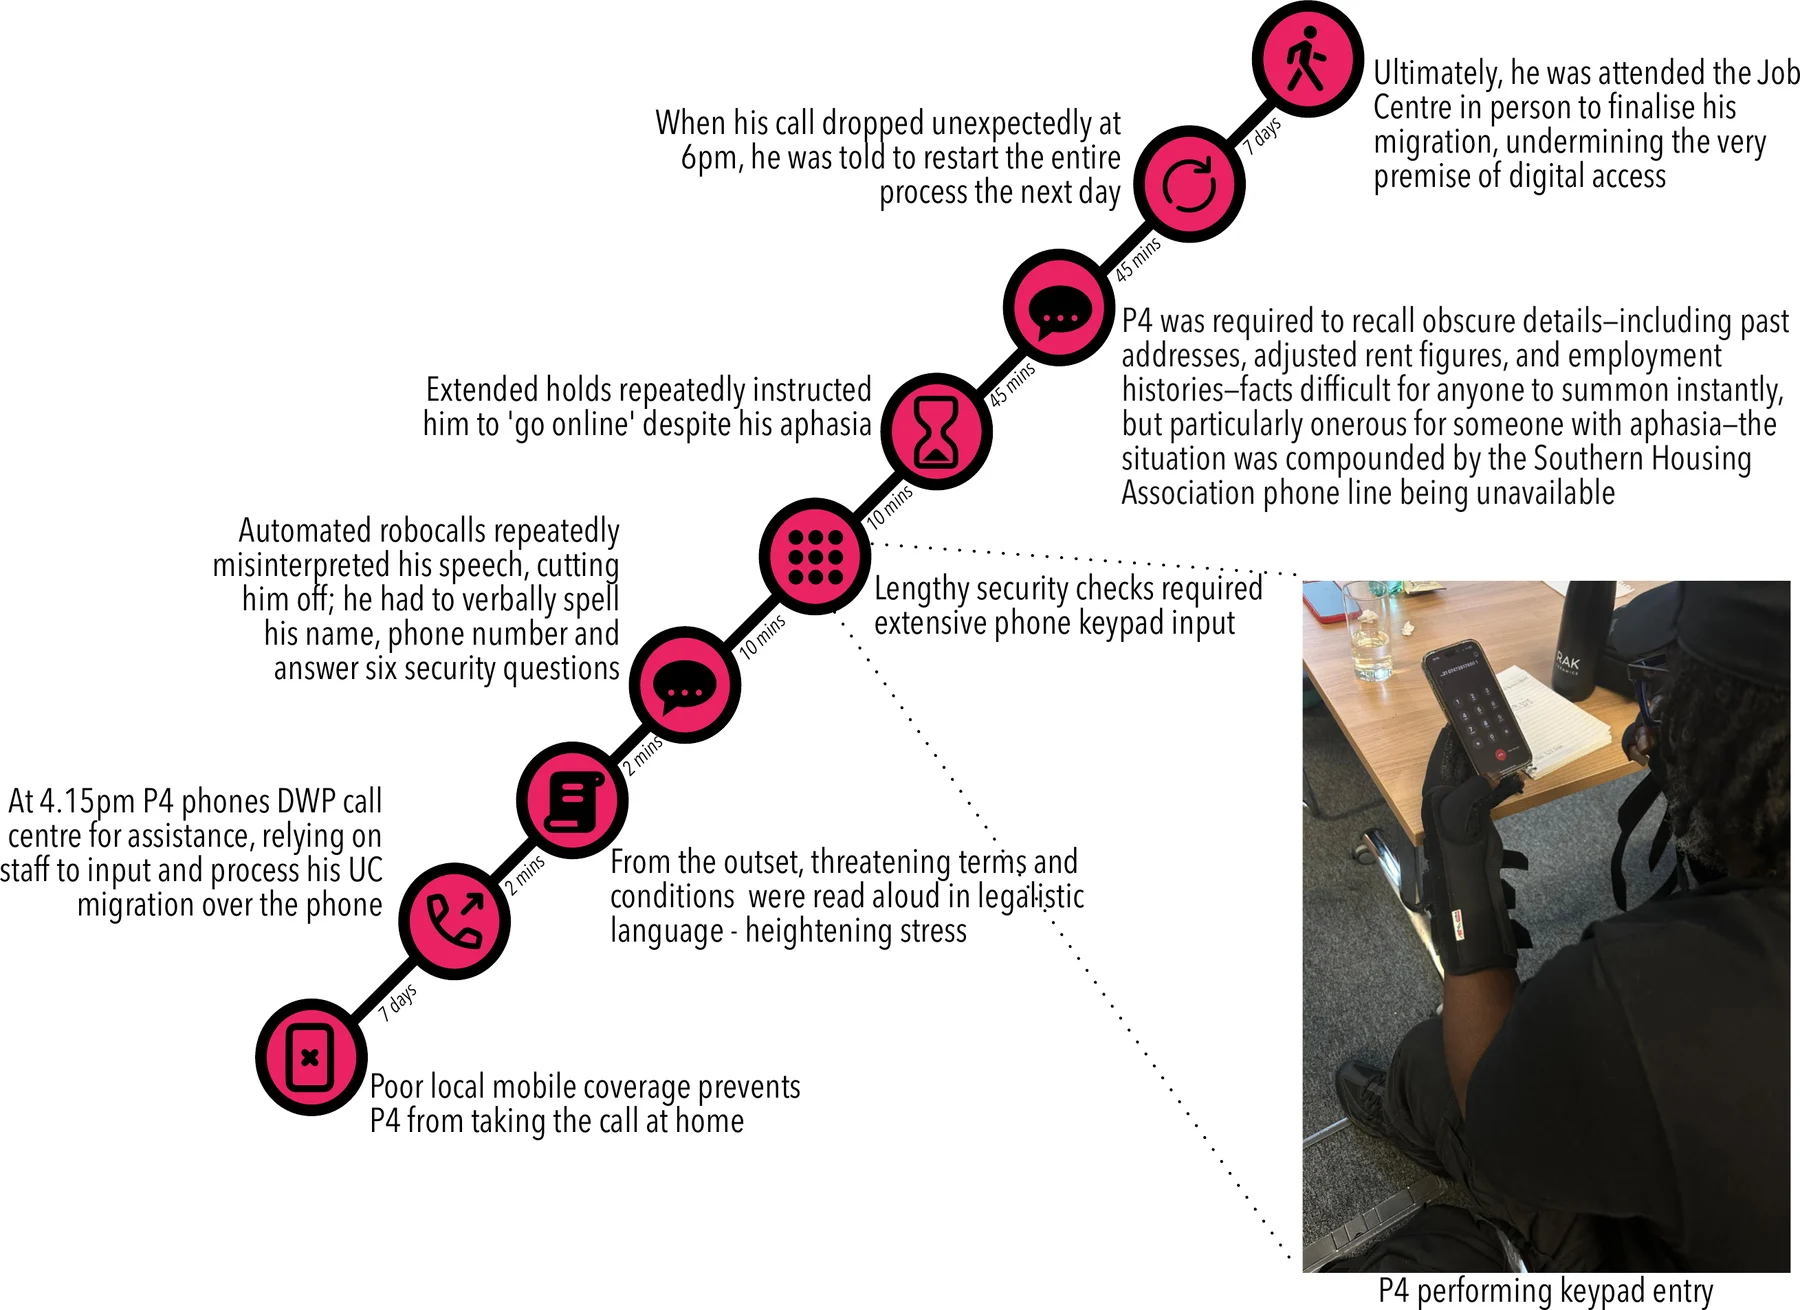 Ultimately, he was attended the Job
Centre in person to finalise his
migration, undermining the very
premise of digital access
7 days
When his call dropped unexpectedly at
6pm, he was told to restart the entire
process the next day
45 mins
P4 was required to recall obscure details—including past
addresses, adjusted rent figures, and employment
histories—facts difficult for anyone to summon instantly,
but particularly onerous for someone with aphasia—the
situation was compounded by the Southern Housing
Association phone line being unavailable
45 mins
Extended holds repeatedly instructed
him to 'go online' despite his aphasia
10 mins
Lengthy security checks required
extensive phone keypad input
10 mins
Automated robocalls repeatedly
misinterpreted his speech, cutting
him off; he had to verbally spell
his name, phone number and
answer six security questions
2 mins
From the outset, threatening terms and
conditions  were read aloud in legalistic
language - heightening stress
2 mins
At 4.15pm P4 phones DWP call
centre for assistance, relying on
staff to input and process his UC
migration over the phone
7 days
Poor local mobile coverage prevents
P4 from taking the call at home
RAK
P4 performing keypad entry